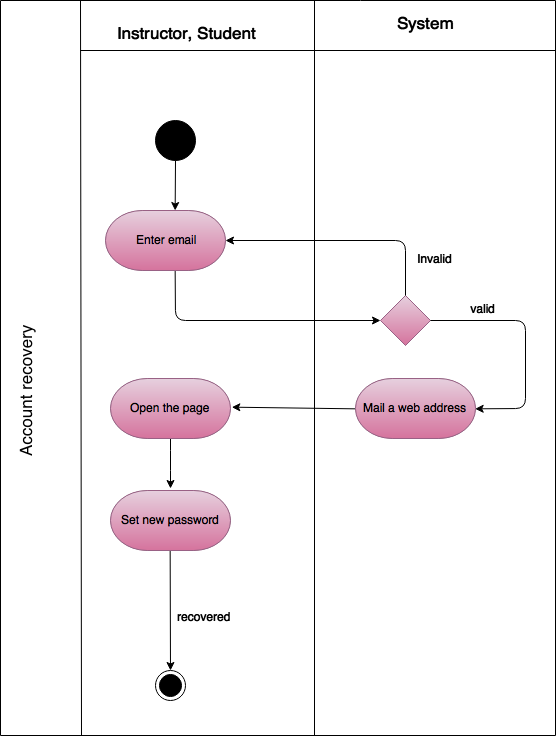 Instructor, Student
System
Account recovery
Enter email
Invalid
valid
Open the page
Mail a web address
Set new password
recovered